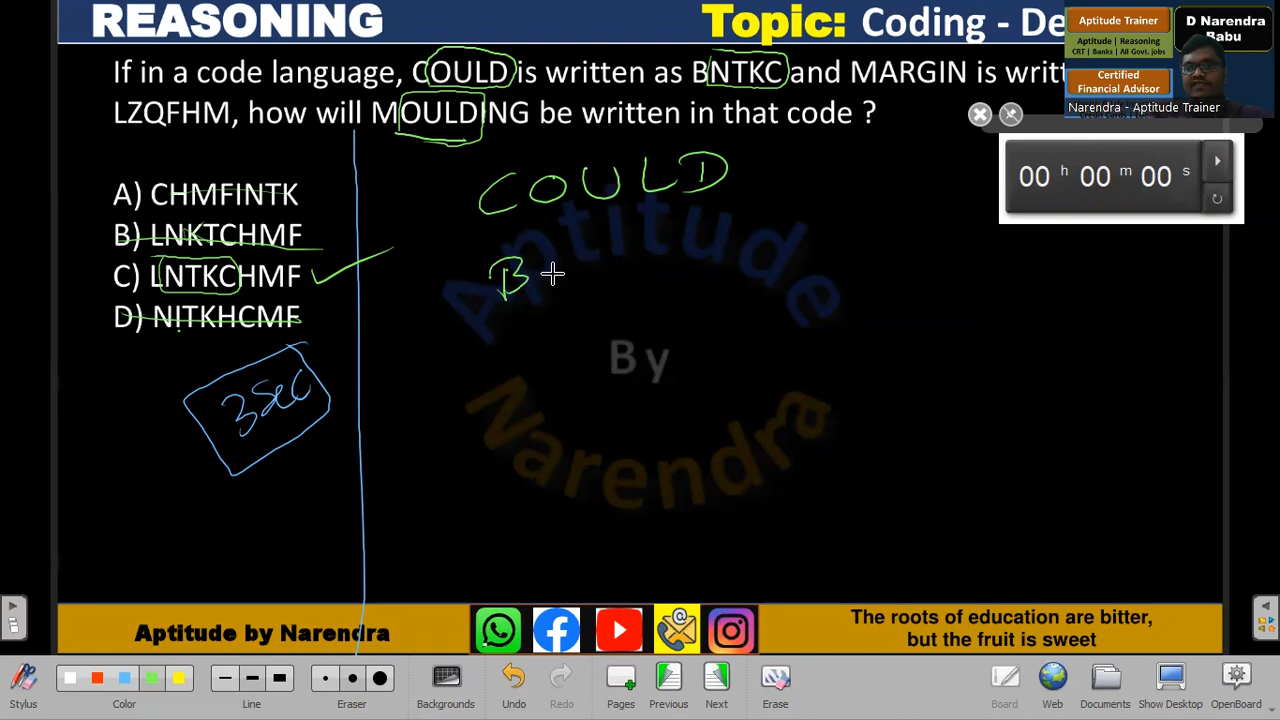 REASONING
Topic: Coding - De
Aptitude Trainer
Aptitude | Reasoning
CRT | Banks | All Govt. jobs
Certified
Financial Advisor
D Narendra
Babu
Narendra - Aptitude Trainer
If in a code language, COULD is written as BNTKC and MARGIN is writ
LZQFHM, how will MOULDING be written in that code ?
A) CHMFINTK
B) LNKTCHMF
C) LNTKCHMF
D) NITKHCMF
3 Sec
COULD
B
00 h 00 m 00 s
Aptitude
By
Narendra
Aptitude by Narendra
The roots of education are bitter,
but the fruit is sweet
Stylus Color Line Eraser Backgrounds Undo Redo Pages Previous Next Erase Board Web Documents Show Desktop OpenBoard